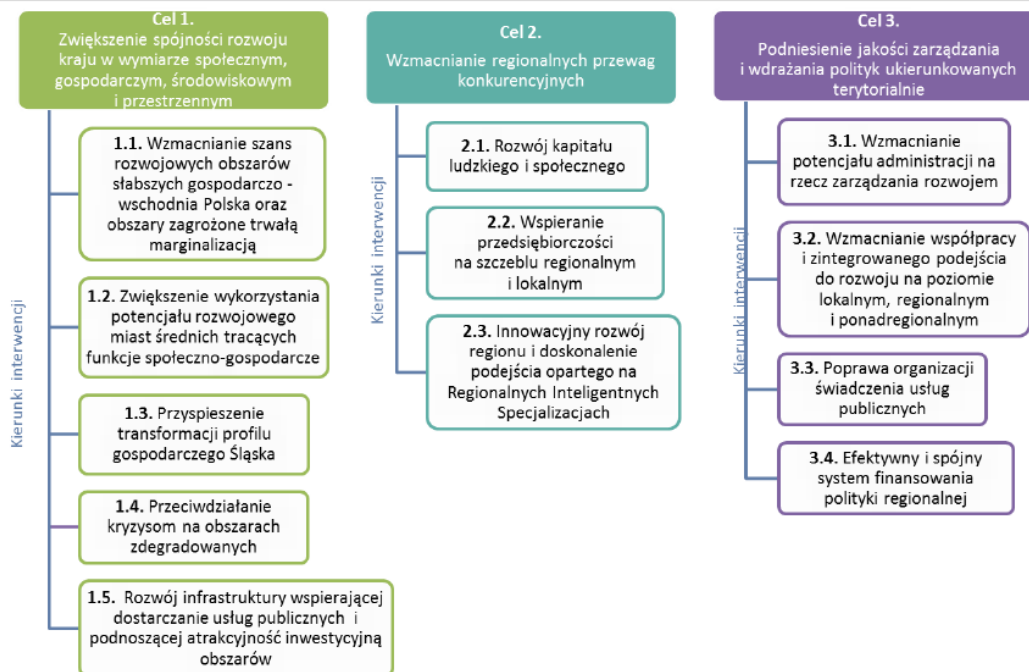 Cel 1.
Zwiększenie spójności rozwoju
kraju w wymiarze społecznym,
gospodarczym, środowiskowym
i przestrzennym
Kierunki interwencji
1.1. Wzmacnianie szans
rozwojowych obszarów
słabszych gospodarczo -
wschodnia Polska oraz
obszary zagrożone trwałą
marginalizacją
1.2. Zwiększenie wykorzystania
potencjału rozwojowego
miast średnich tracących
funkcje społeczno-gospodarcze
1.3. Przyspieszenie
transformacji profilu
gospodarczego Śląska
1.4. Przeciwdziałanie
kryzysom na obszarach
zdegradowanych
1.5. Rozwój infrastruktury wspierającej
dostarczanie usług publicznych i
podnoszącej atrakcyjność inwestycyjną
obszarów
Cel 2.
Wzmacnianie regionalnych przewag
konkurencyjnych
Kierunki interwencji
2.1. Rozwój kapitału
ludzkiego i społecznego
2.2. Wspieranie
przedsiębiorczości
na szczeblu regionalnym
i lokalnym
2.3. Innowacyjny rozwój
regionu i doskonalenie
podejścia opartego na
Regionalnych Inteligentnych
Specjalizacjach
Cel 3.
Podniesienie jakości zarządzania
i wdrażania polityk ukierunkowanych
terytorialnie
Kierunki interwencji
3.1. Wzmacnianie
potencjału administracji na
rzecz zarządzania rozwojem
3.2. Wzmacnianie współpracy
i zintegrowanego podejścia
do rozwoju na poziomie
lokalnym, regionalnym
i ponadregionalnym
3.3. Poprawa organizacji
świadczenia usług
publicznych
3.4. Efektywny i spójny
system finansowania
polityki regionalnej